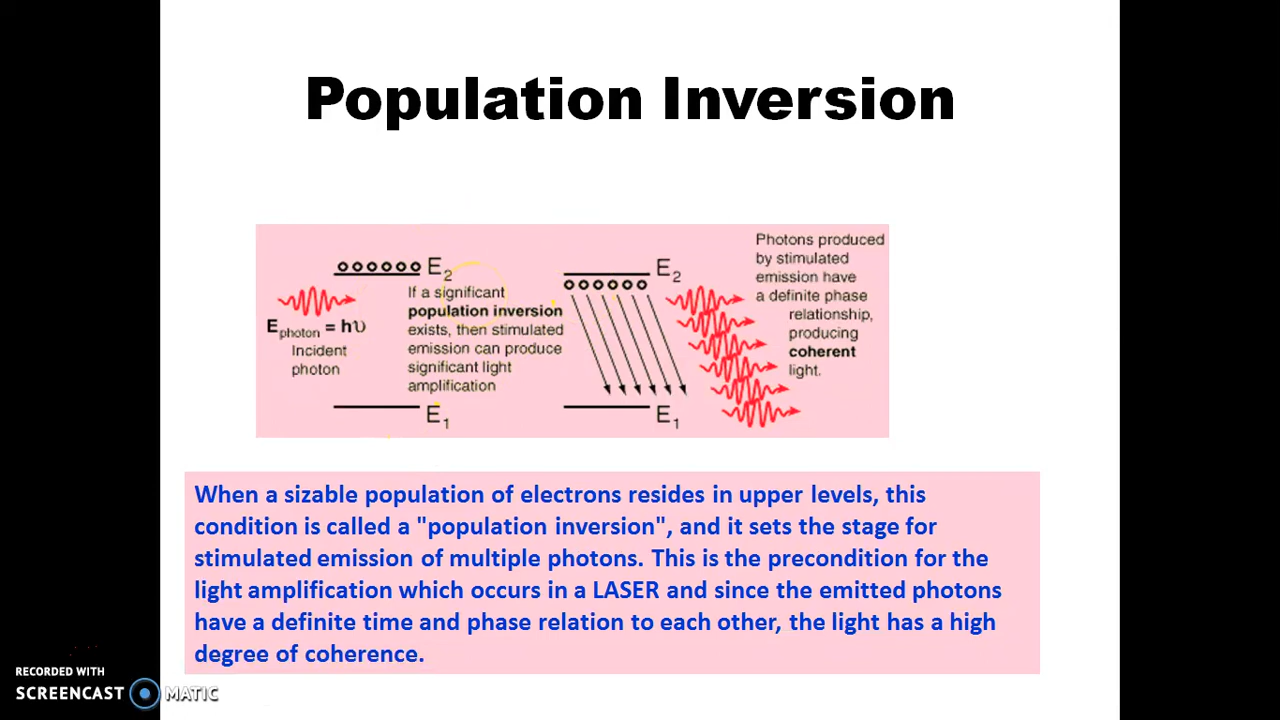 Population Inversion
E2
Ephoton = hυ
Incident
photon
If a significant
population inversion
exists, then stimulated
emission can produce
significant light
amplification
E1
E2
E1
Photons produced
by stimulated
emission have
a definite phase
relationship,
producing
coherent
light.
When a sizable population of electrons resides in upper levels, this
condition is called a "population inversion", and it sets the stage for
stimulated emission of multiple photons. This is the precondition for the
light amplification which occurs in a LASER and since the emitted photons
have a definite time and phase relation to each other, the light has a high
degree of coherence.
RECORDED WITH
SCREENCAST MATIC